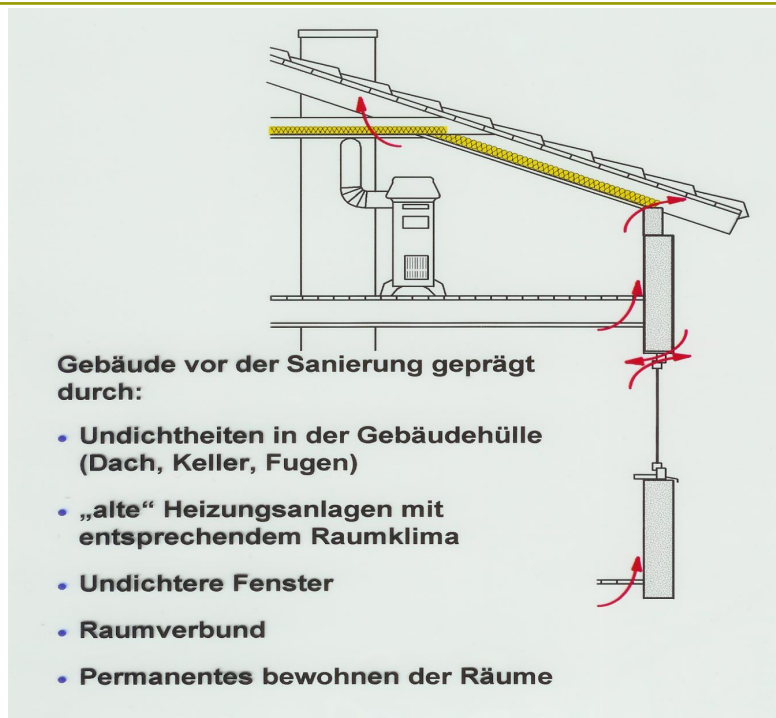 Gebäude vor der Sanierung geprägt
durch:
• Undichtheiten in der Gebäudehülle
(Dach, Keller, Fugen)
• „alte“ Heizungsanlagen mit
entsprechendem Raumklima
• Undichtere Fenster
• Raumverbund
• Permanentes bewohnen der Räume